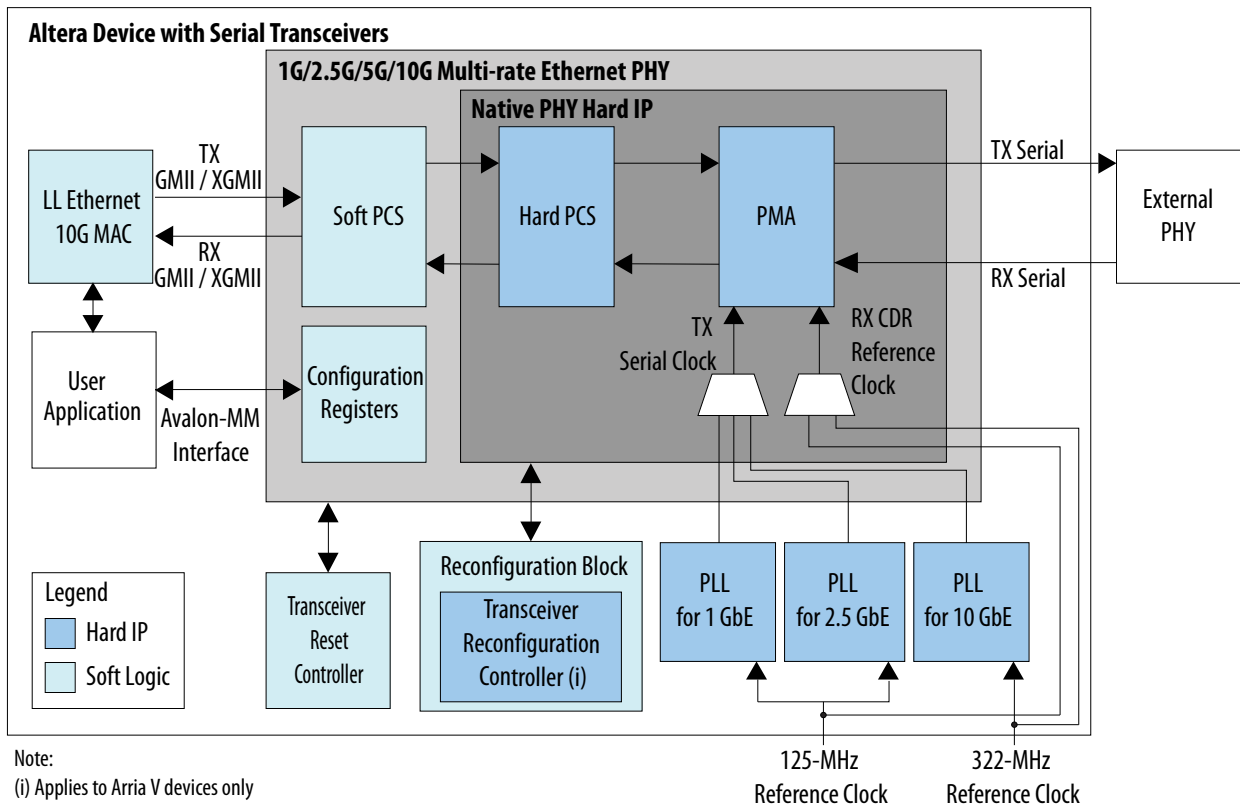 Altera Device with Serial Transceivers
1G/2.5G/5G/10G Multi-rate Ethernet PHY
Native PHY Hard IP
LL Ethernet
10G MAC
TX
GMII / XGMII
RX
GMII / XGMII
Soft PCS
Hard PCS
PMA
TX Serial
RX Serial
External
PHY
User
Application
Avalon-MM
Interface
Configuration
Registers
TX
Serial Clock
RX CDR
Reference
Clock
Legend
Hard IP
Soft Logic
Transceiver
Reset
Controller
Reconfiguration Block
Transceiver
Reconfiguration
Controller (i)
PLL
for 1 GbE
PLL
for 2.5 GbE
PLL
for 10 GbE
125-MHz
Reference Clock
322-MHz
Reference Clock
Note:
(i) Applies to Arria V devices only